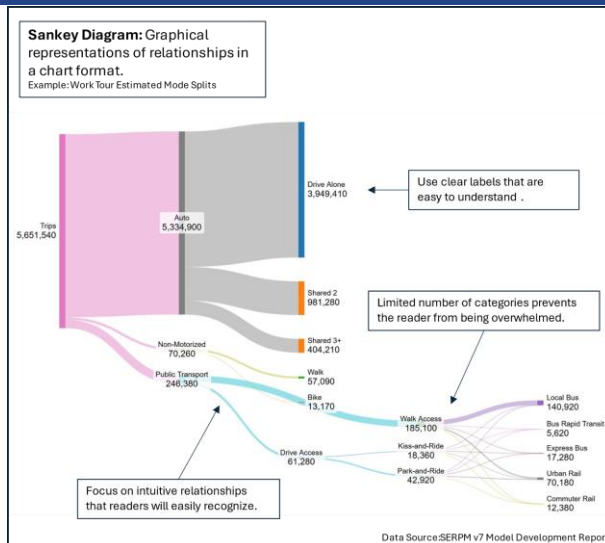 Sankey Diagram: Graphical
representations of relationships in
a chart format.
Example: Work Tour Estimated Mode Splits
Trips
5,651,540
Auto
5,334,900
Drive Alone
3,949,410
Use clear labels that are
easy to understand .
Shared 2
981,280
Shared 3+
404,210
Limited number of categories prevents
the reader from being overwhelmed.
Non-Motorized
70,260
Public Transport
246,380
Walk
57,090
Bike
13,170
Walk Access
185,100
Drive Access
61,280
Kiss-and-Ride
18,360
Park-and-Ride
42,920
Local Bus
140,920
Bus Rapid Transit
5,620
Express Bus
17,280
Urban Rail
70,180
Commuter Rail
12,380
Focus on intuitive relationships
that readers will easily recognize.
Data Source:SERPM v7 Model Development Report